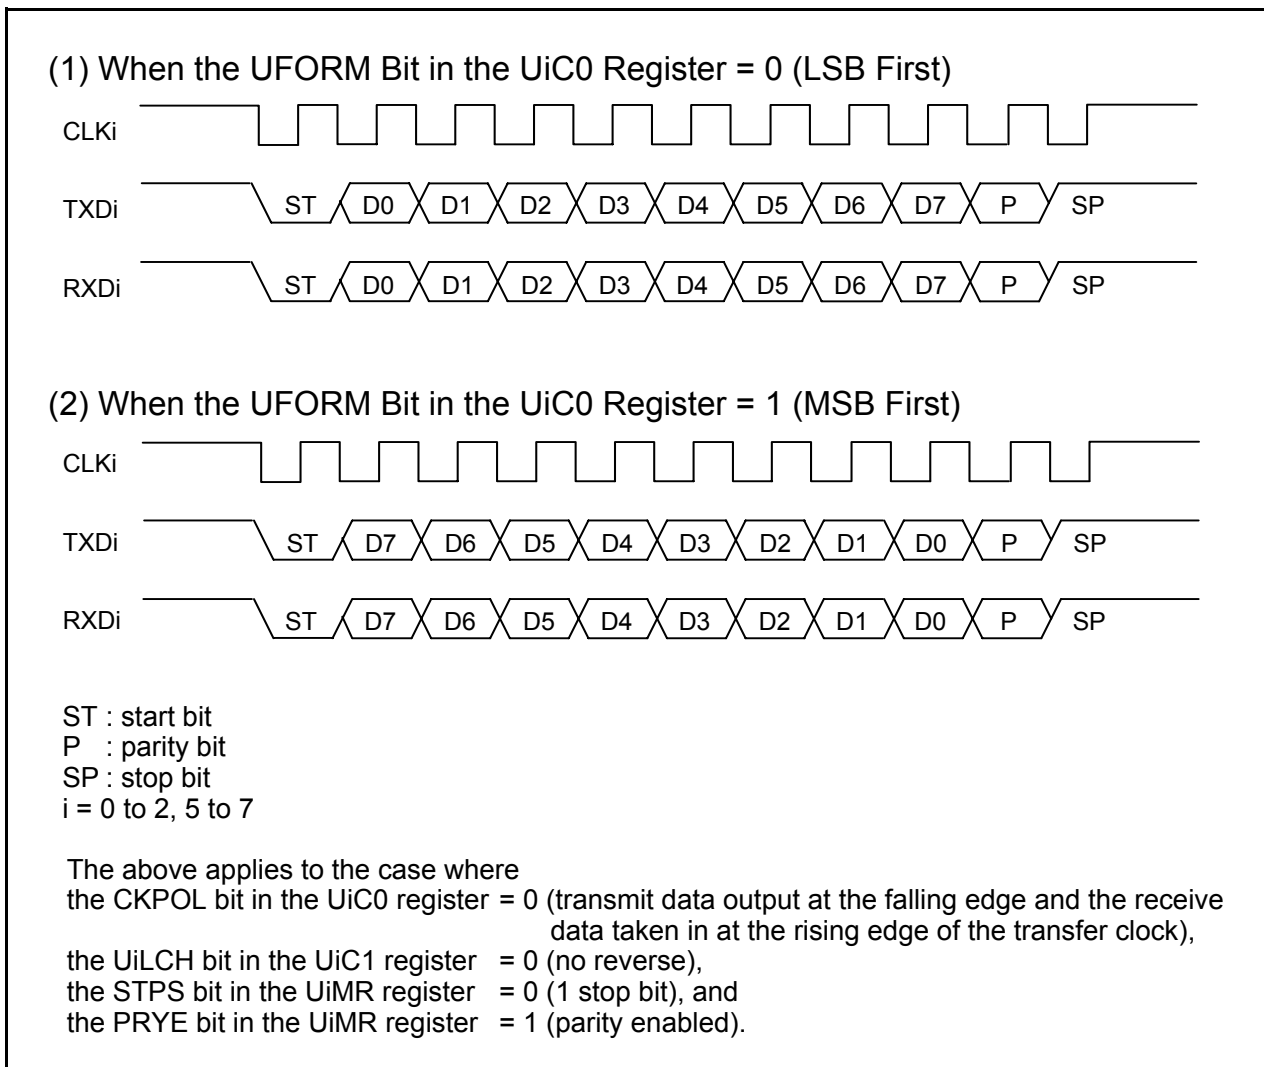 (1) When the UFORM Bit in the UiC0 Register = 0 (LSB First)
CLKi
TXDi ST D0 D1 D2 D3 D4 D5 D6 D7 P SP
RXDi ST D0 D1 D2 D3 D4 D5 D6 D7 P SP
(2) When the UFORM Bit in the UiC0 Register = 1 (MSB First)
CLKi
TXDi ST D7 D6 D5 D4 D3 D2 D1 D0 P SP
RXDi ST D7 D6 D5 D4 D3 D2 D1 D0 P SP
ST : start bit
P : parity bit
SP : stop bit
i = 0 to 2, 5 to 7
The above applies to the case where
the CKPOL bit in the UiC0 register = 0 (transmit data output at the falling edge and the receive
data taken in at the rising edge of the transfer clock),
the UiLCH bit in the UiC1 register = 0 (no reverse),
the STPS bit in the UiMR register = 0 (1 stop bit), and
the PRYE bit in the UiMR register = 1 (parity enabled).